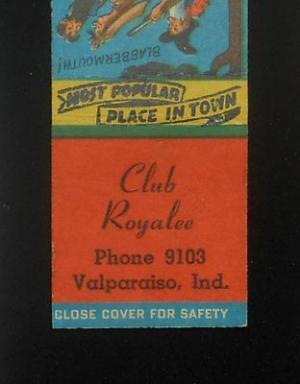 BLABBERMOUTH!
MOST POPULAR
PLACE IN TOWN
Club
Royalee
Phone 9103
Valparaiso, Ind.
CLOSE COVER FOR SAFETY